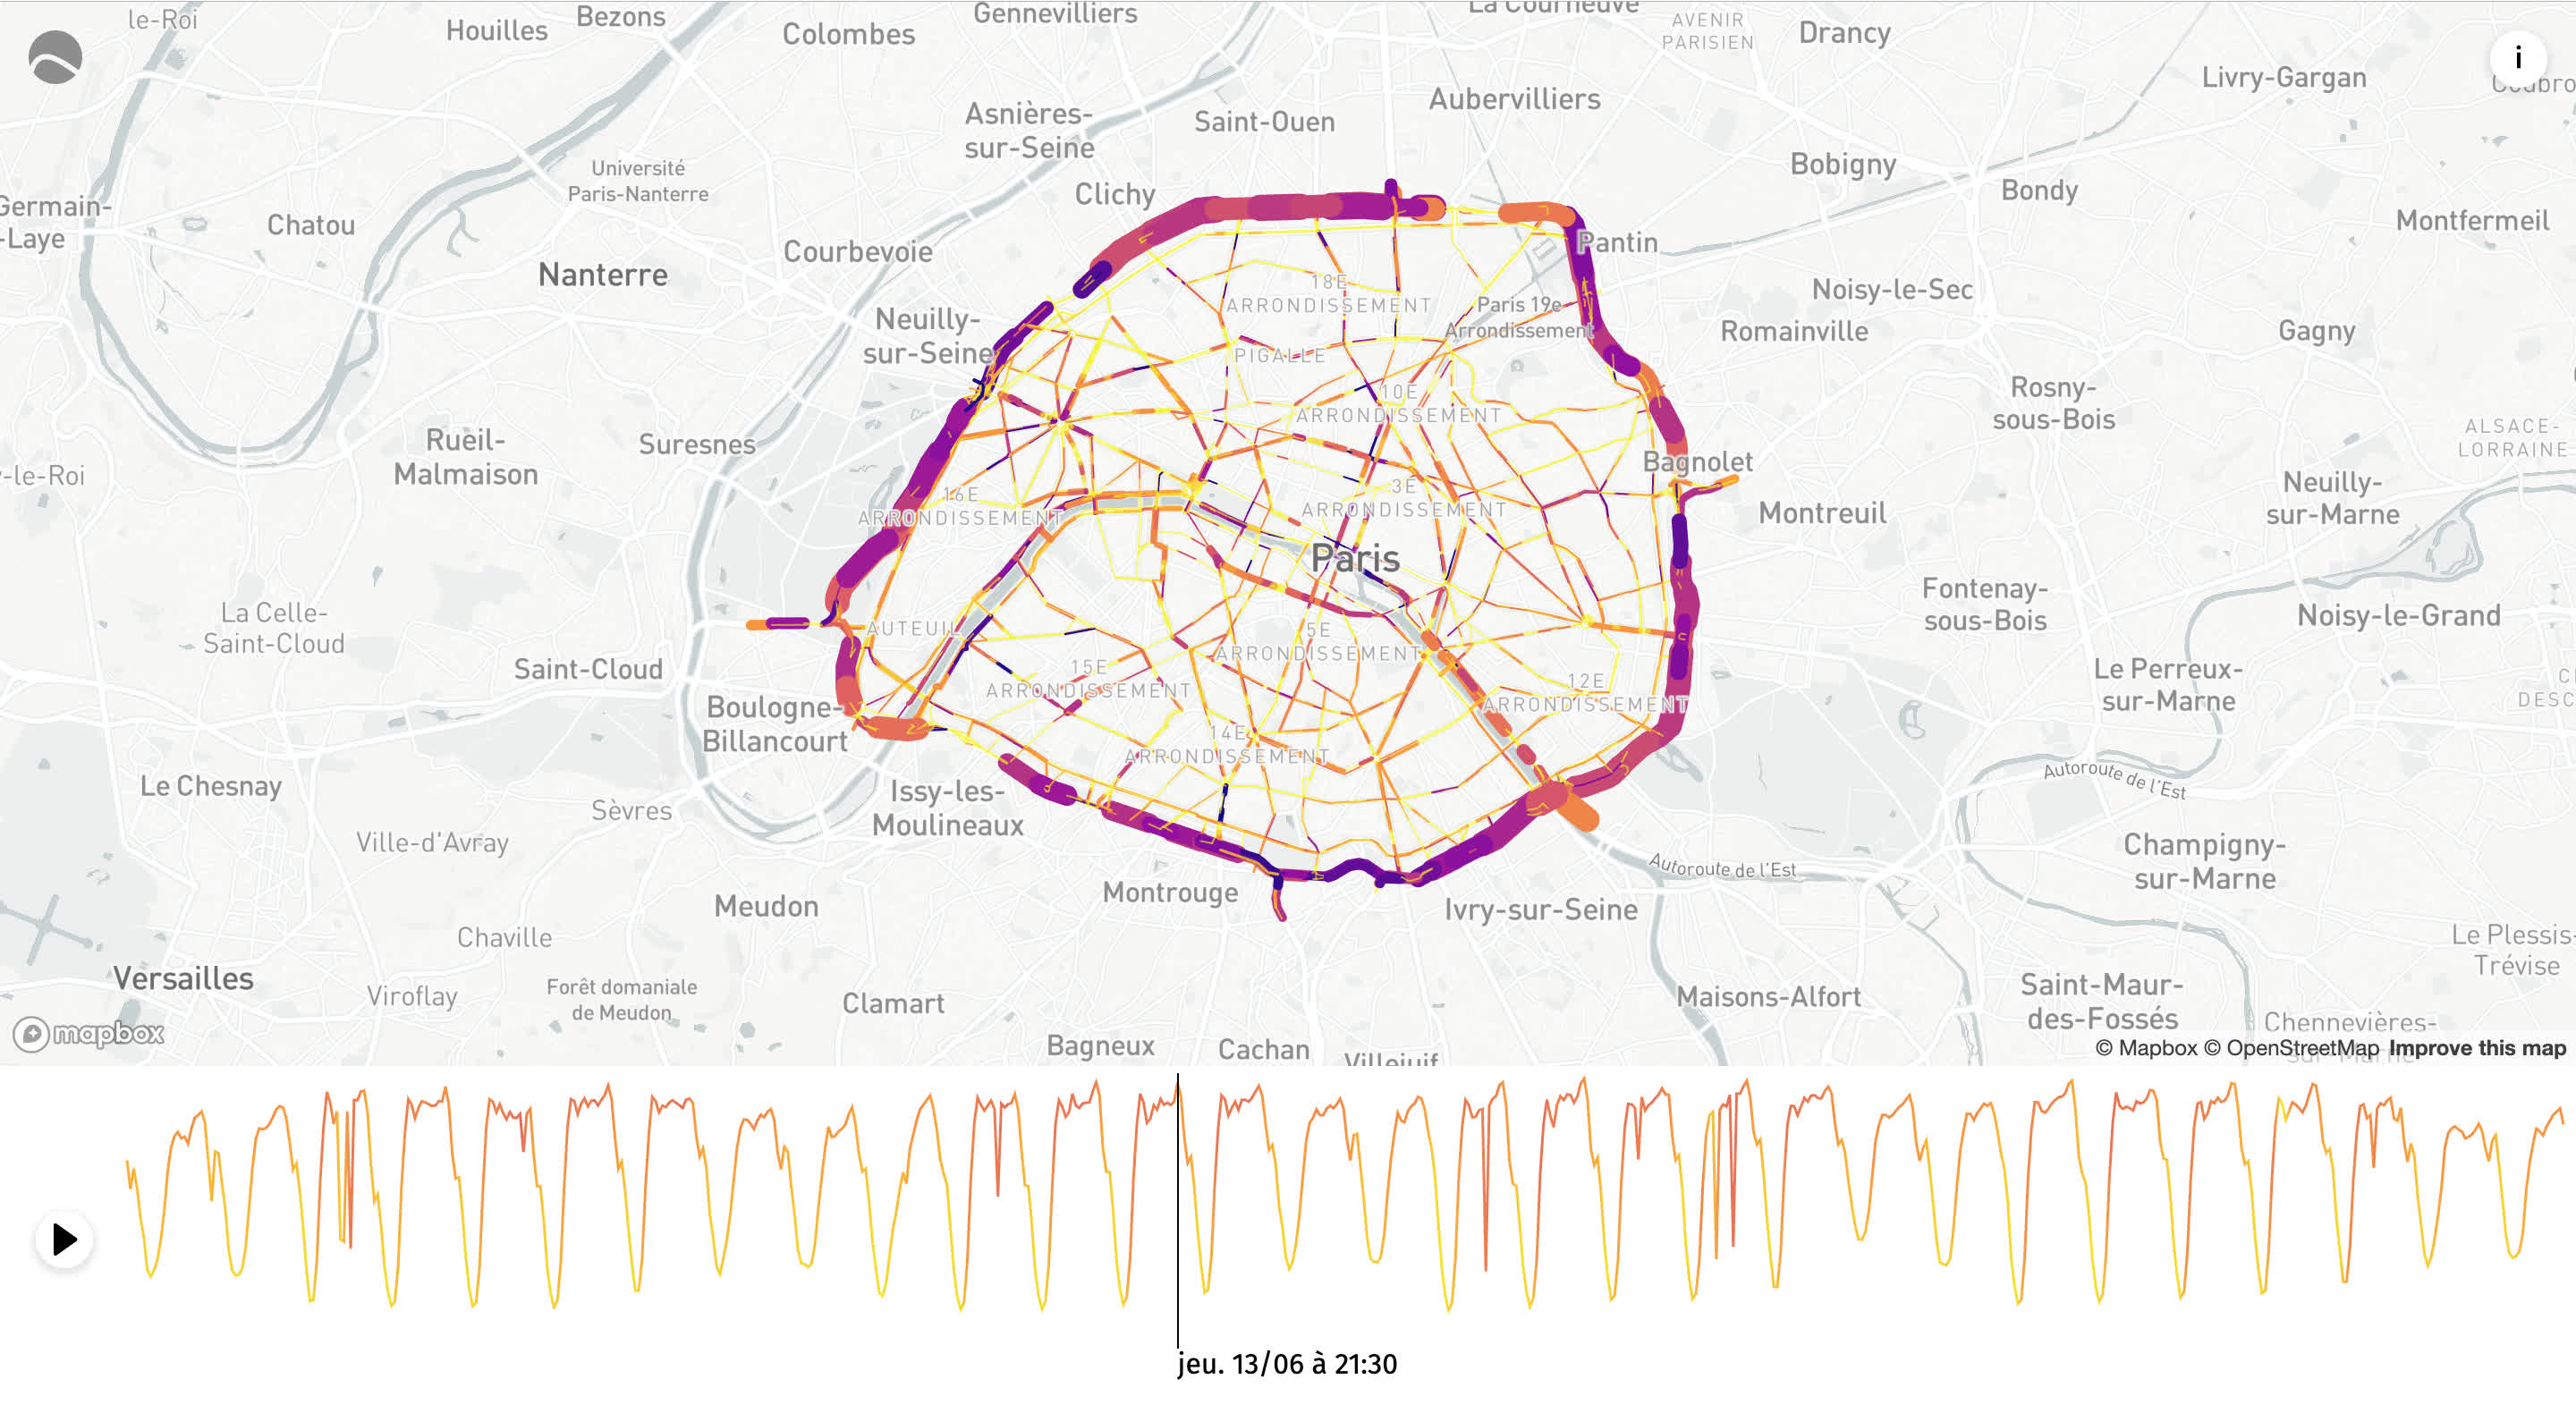 le-Roi
Houilles
Bezons
Colombes
Gennevilliers
La Courneuve
AVENIR
PARISIEN
Drancy
i
Livry-Gargan
Asnières-
sur-Seine
Saint-Ouen
Aubervilliers
Université
Paris-Nanterre
Clichy
Bobigny
Bondy
Germain-
-Laye
Chatou
Nanterre
Courbevoie
Pantin
Montfermeil
Neuilly-
sur-Seine
18E
ARRONDISSEMENT
Paris 19e
Arrondissement
Noisy-le-Sec
Romainville
Gagny
PIGALLE
10E
ARRONDISSEMENT
Rosny-
sous-Bois
Rueil-
Malmaison
Suresnes
ALSACE-
LORRAINE
y-le-Roi
16E
ARRONDISSEMENT
3E
ARRONDISSEMENT
Bagnolet
Montreuil
Neuilly-
sur-Marne
Paris
La Celle-
Saint-Cloud
AUTEUIL
5E
ARRONDISSEMENT
Fontenay-
sous-Bois
Noisy-le-Grand
Saint-Cloud
15E
ARRONDISSEMENT
12E
ARRONDISSEMENT
Le Perreux-
sur-Marne
DESC
Boulogne-
Billancourt
14E
ARRONDISSEMENT
Le Chesnay
Sèvres
Issy-les-
Moulineaux
Autoroute de l'Est
Ville-d'Avray
Autoroute de l'Est
Champigny-
sur-Marne
Meudon
Montrouge
Ivry-sur-Seine
Chaville
Le Plessis-
Trévise
Versailles
Viroflay
Forêt domaniale
de Meudon
Clamart
Maisons-Alfort
Saint-Maur-
des-Fossés
Chennevières-
sur-Marne
mapbox
Bagneux
Cachan
Villejuif
© Mapbox © OpenStreetMap Improve this map
jeu. 13/06 à 21:30